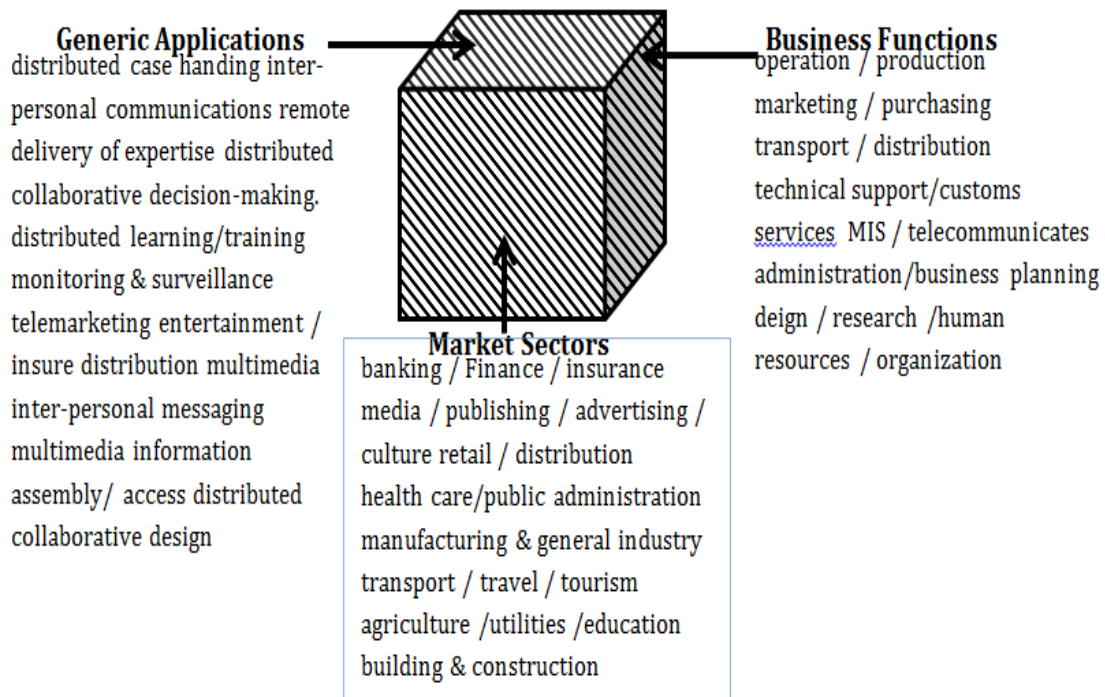 Generic Applications
distributed case handing inter-
personal communications remote
delivery of expertise distributed
collaborative decision-making.
distributed learning/training
monitoring & surveillance
telemarketing entertainment /
insure distribution multimedia
inter-personal messaging
multimedia information
assembly/ access distributed
collaborative design
Business Functions
operation / production
marketing / purchasing
transport / distribution
technical support/customs
services MIS / telecommunicates
administration/business planning
deign / research /human
resources / organization
Market Sectors
banking / Finance / insurance
media / publishing / advertising /
culture retail / distribution
health care/public administration
manufacturing & general industry
transport / travel / tourism
agriculture /utilities /education
building & construction